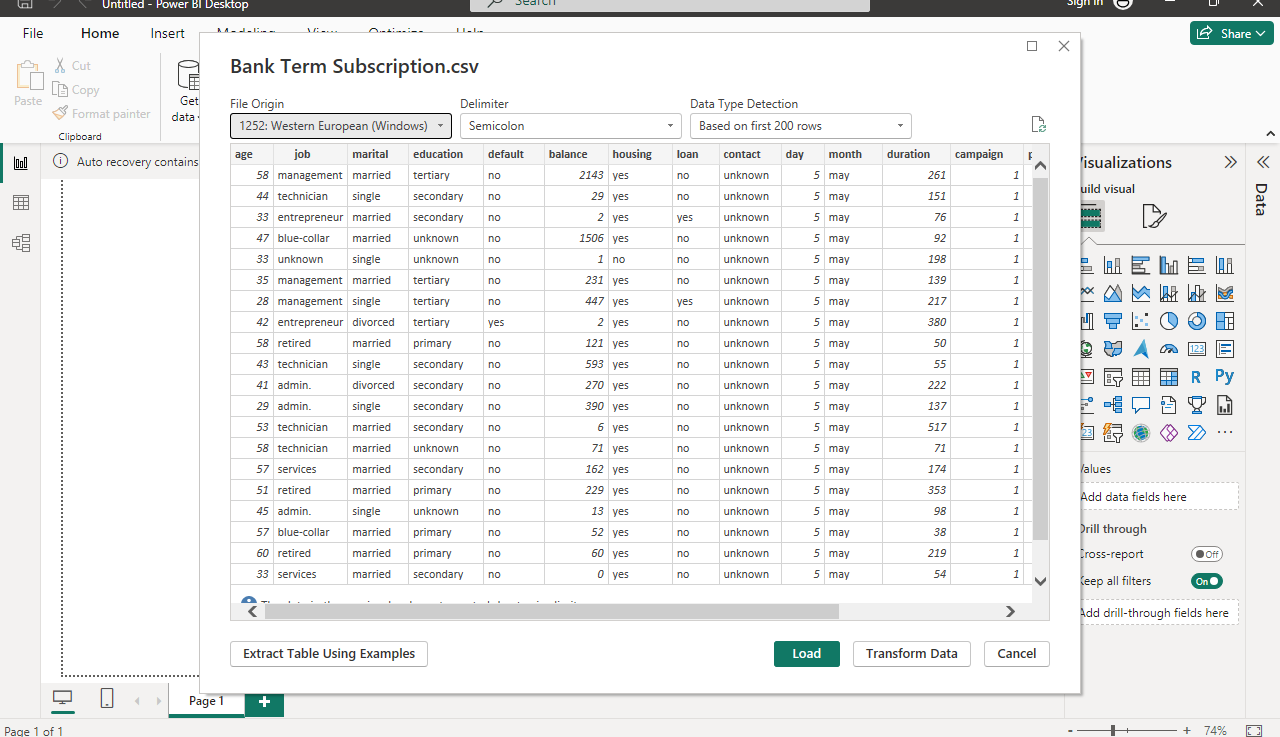 Untitled - Power BI Desktop
Search
Sign in
File Home Insert Modeling View Optimize Help
Share
Paste
Cut
Copy
Format painter
Clipboard
Get
data
Auto recovery contains
Bank Term Subscription.csv
File Origin Delimiter Data Type Detection
1252: Western European (Windows) Semicolon Based on first 200 rows
age job marital education default balance housing loan contact day month duration campaign p
58 management married tertiary no 2143 yes no unknown 5 may 261 1
44 technician single secondary no 29 yes no unknown 5 may 151 1
33 entrepreneur married secondary no 2 yes yes unknown 5 may 76 1
47 blue-collar married unknown no 1506 yes no unknown 5 may 92 1
33 unknown single unknown no 1 no no unknown 5 may 198 1
35 management married tertiary no 231 yes no unknown 5 may 139 1
28 management single tertiary no 447 yes yes unknown 5 may 217 1
42 entrepreneur divorced tertiary yes 2 yes no unknown 5 may 380 1
58 retired married primary no 121 yes no unknown 5 may 50 1
43 technician single secondary no 593 yes no unknown 5 may 55 1
41 admin. divorced secondary no 270 yes no unknown 5 may 222 1
29 admin. single secondary no 390 yes no unknown 5 may 137 1
53 technician married secondary no 6 yes no unknown 5 may 517 1
58 technician married unknown no 71 yes no unknown 5 may 71 1
57 services married secondary no 162 yes no unknown 5 may 174 1
51 retired married primary no 229 yes no unknown 5 may 353 1
45 admin. single unknown no 13 yes no unknown 5 may 98 1
57 blue-collar married primary no 52 yes no unknown 5 may 38 1
60 retired married primary no 60 yes no unknown 5 may 219 1
33 services married secondary no 0 yes no unknown 5 may 54 1
Extract Table Using Examples Load Transform Data Cancel
isualizations
uild visual
Data
123
R Py
123
alues
Add data fields here
Drill through
Cross-report Off
Keep all filters On
Add drill-through fields here
Page 1 +
Page 1 of 1
- + 74%